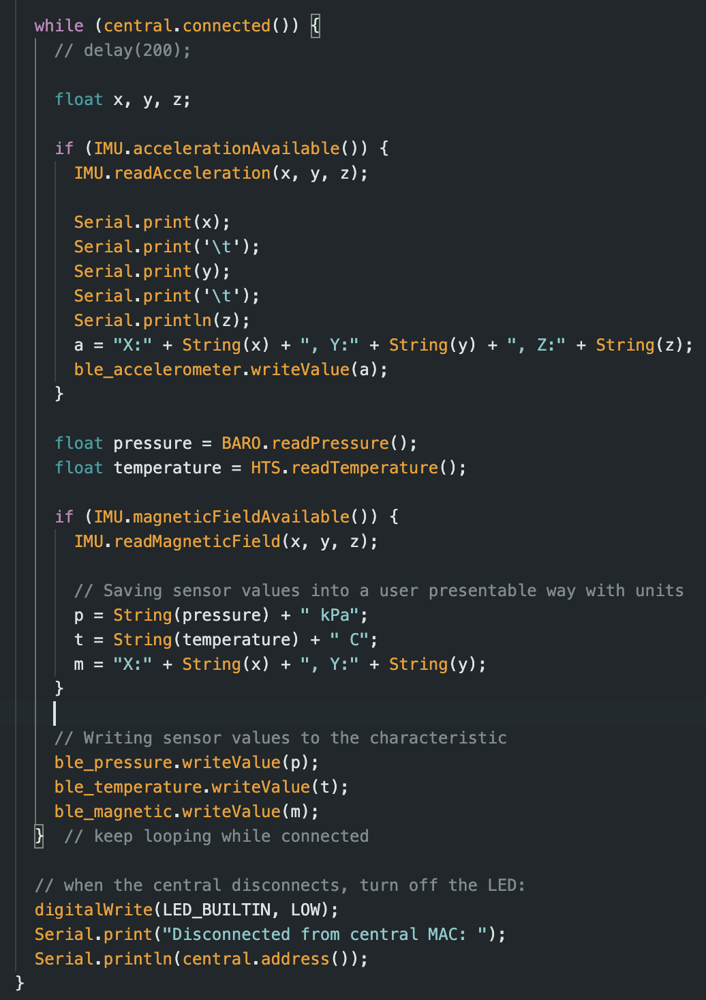 while (central.connected()) {
// delay(200);
float x, y, z;
if (IMU.accelerationAvailable()) {
IMU.readAcceleration(x, y, z);
Serial.print(x);
Serial.print('\t');
Serial.print(y);
Serial.print('\t');
Serial.println(z);
a = "X:" + String(x) + ", Y:" + String(y) + ", Z:" + String(z);
ble_accelerometer.writeValue(a);
}
float pressure = BARO.readPressure();
float temperature = HTS.readTemperature();
if (IMU.magneticFieldAvailable()) {
IMU.readMagneticField(x, y, z);
// Saving sensor values into a user presentable way with units
p = String(pressure) + " kPa";
t = String(temperature) + " C";
m = "X:" + String(x) + ", Y:" + String(y);
}
// Writing sensor values to the characteristic
ble_pressure.writeValue(p);
ble_temperature.writeValue(t);
ble_magnetic.writeValue(m);
} // keep looping while connected
// when the central disconnects, turn off the LED:
digitalWrite(LED_BUILTIN, LOW);
Serial.print("Disconnected from central MAC: ");
Serial.println(central.address());
}